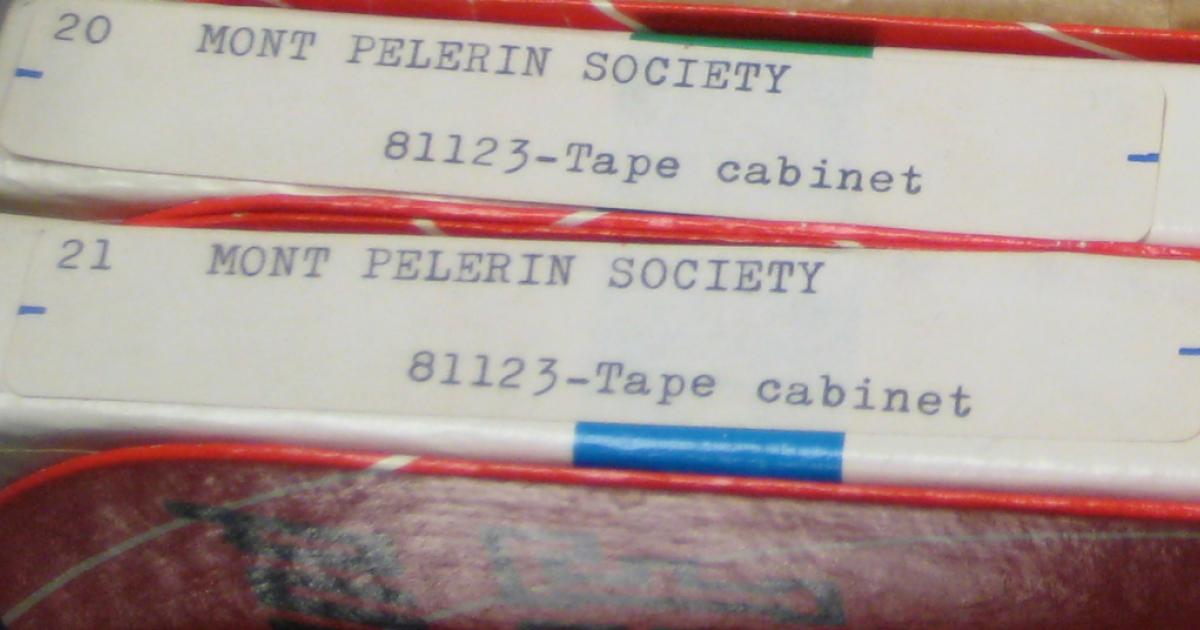 20 MONT PELERIN SOCIETY
81123-Tape cabinet
21 MONT PELERIN SOCIETY
81123-Tape cabinet